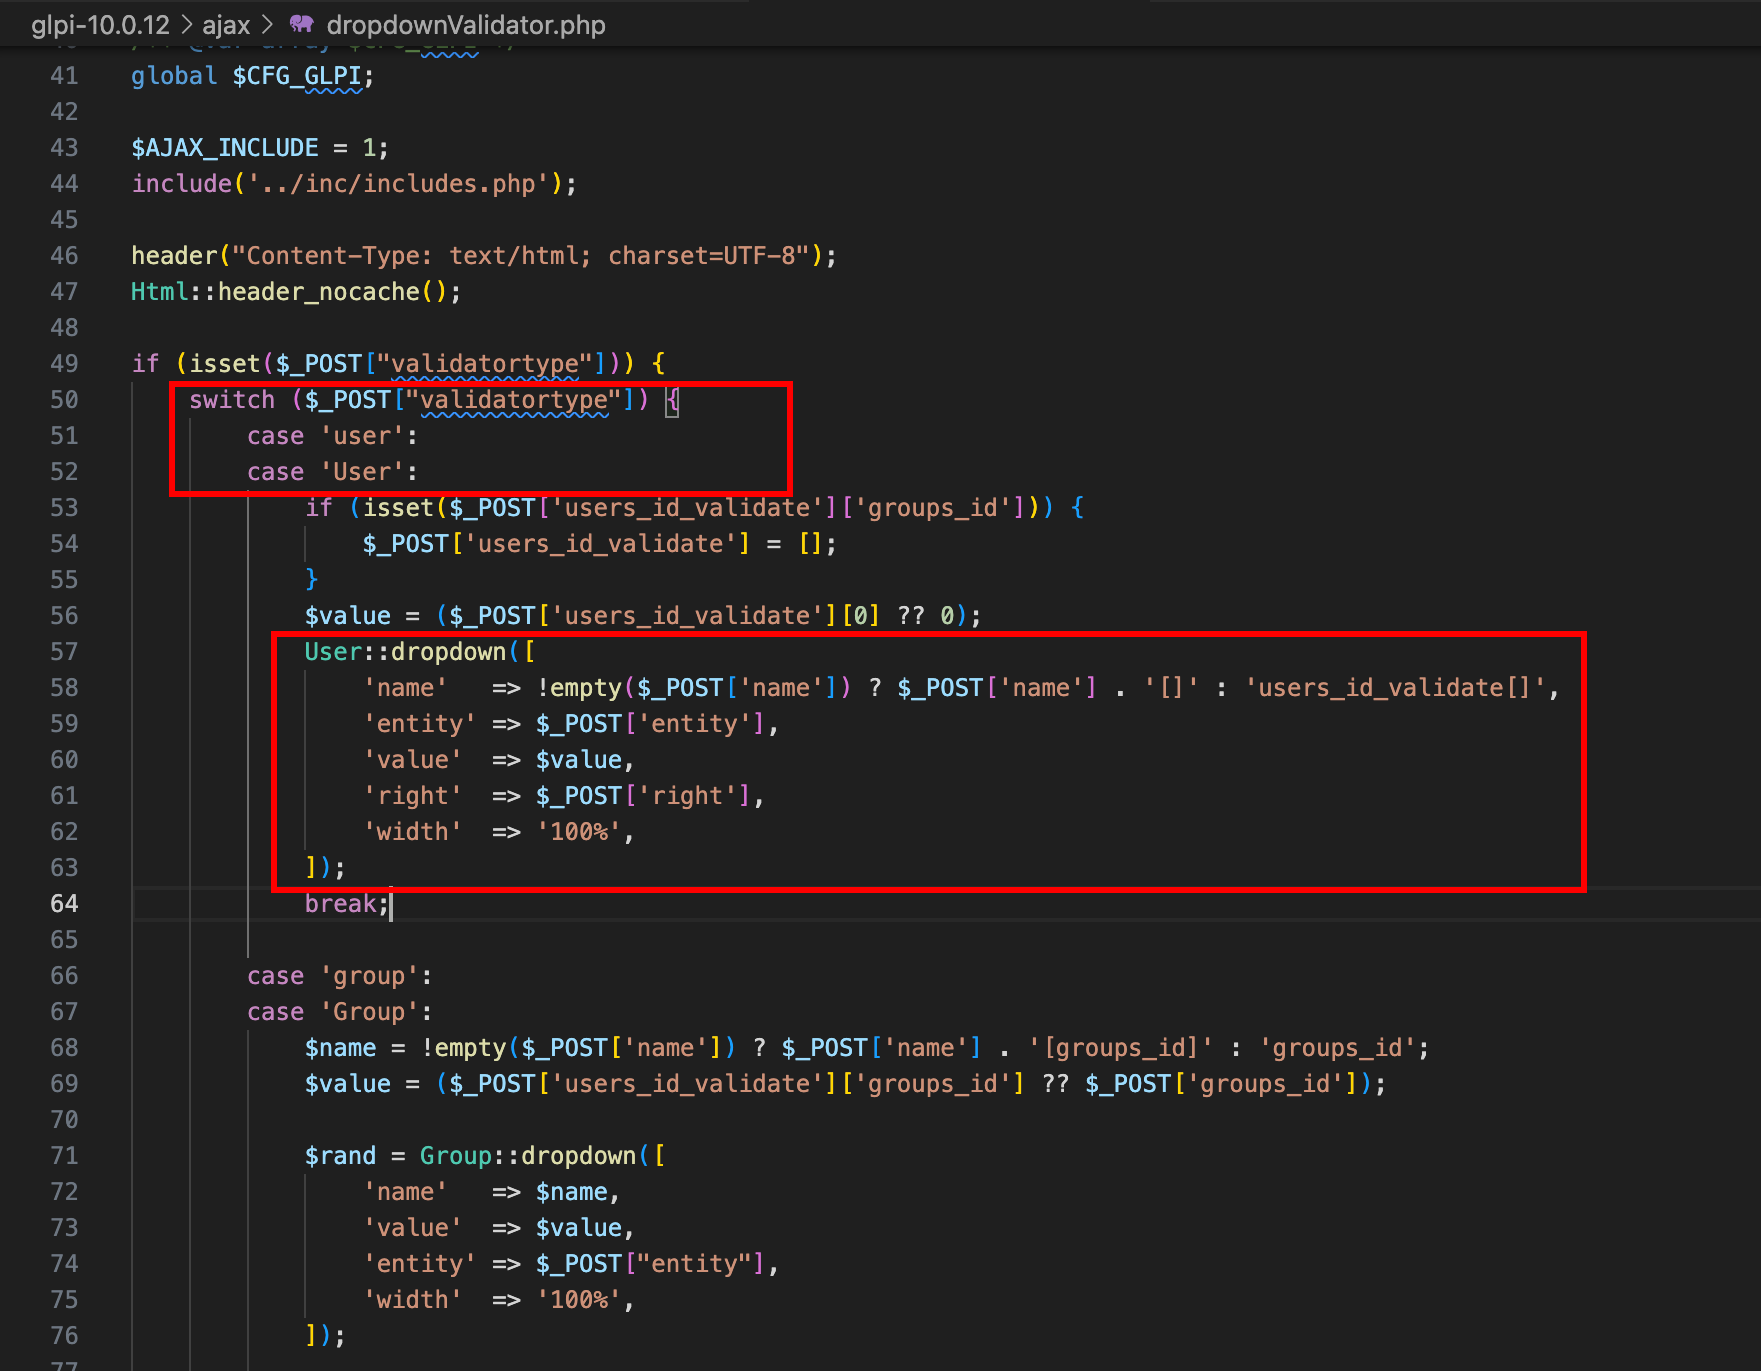 glpi-10.0.12 > ajax > dropdownValidator.php
41 global $CFG_GLPI;
42
43 $AJAX_INCLUDE = 1;
44 include('../inc/includes.php');
45
46 header("Content-Type: text/html; charset=UTF-8");
47 Html::header_nocache();
48
49 if (isset($_POST["validatortype"])) {
50     switch ($_POST["validatortype"]) {
51         case 'user':
52         case 'User':
53             if (isset($_POST['users_id_validate']['groups_id'])) {
54                 $_POST['users_id_validate'] = [];
55             }
56             $value = ($_POST['users_id_validate'][0] ?? 0);
57             User::dropdown([
58                 'name'   => !empty($_POST['name']) ? $_POST['name'] . '[]' : 'users_id_validate[]',
59                 'entity' => $_POST['entity'],
60                 'value'  => $value,
61                 'right'  => $_POST['right'],
62                 'width'  => '100%',
63             ]);
64             break;
65
66         case 'group':
67         case 'Group':
68             $name = !empty($_POST['name']) ? $_POST['name'] . '[groups_id]' : 'groups_id';
69             $value = ($_POST['users_id_validate']['groups_id'] ?? $_POST['groups_id']);
70
71             $rand = Group::dropdown([
72                 'name'   => $name,
73                 'value'  => $value,
74                 'entity' => $_POST["entity"],
75                 'width'  => '100%',
76             ]);
77